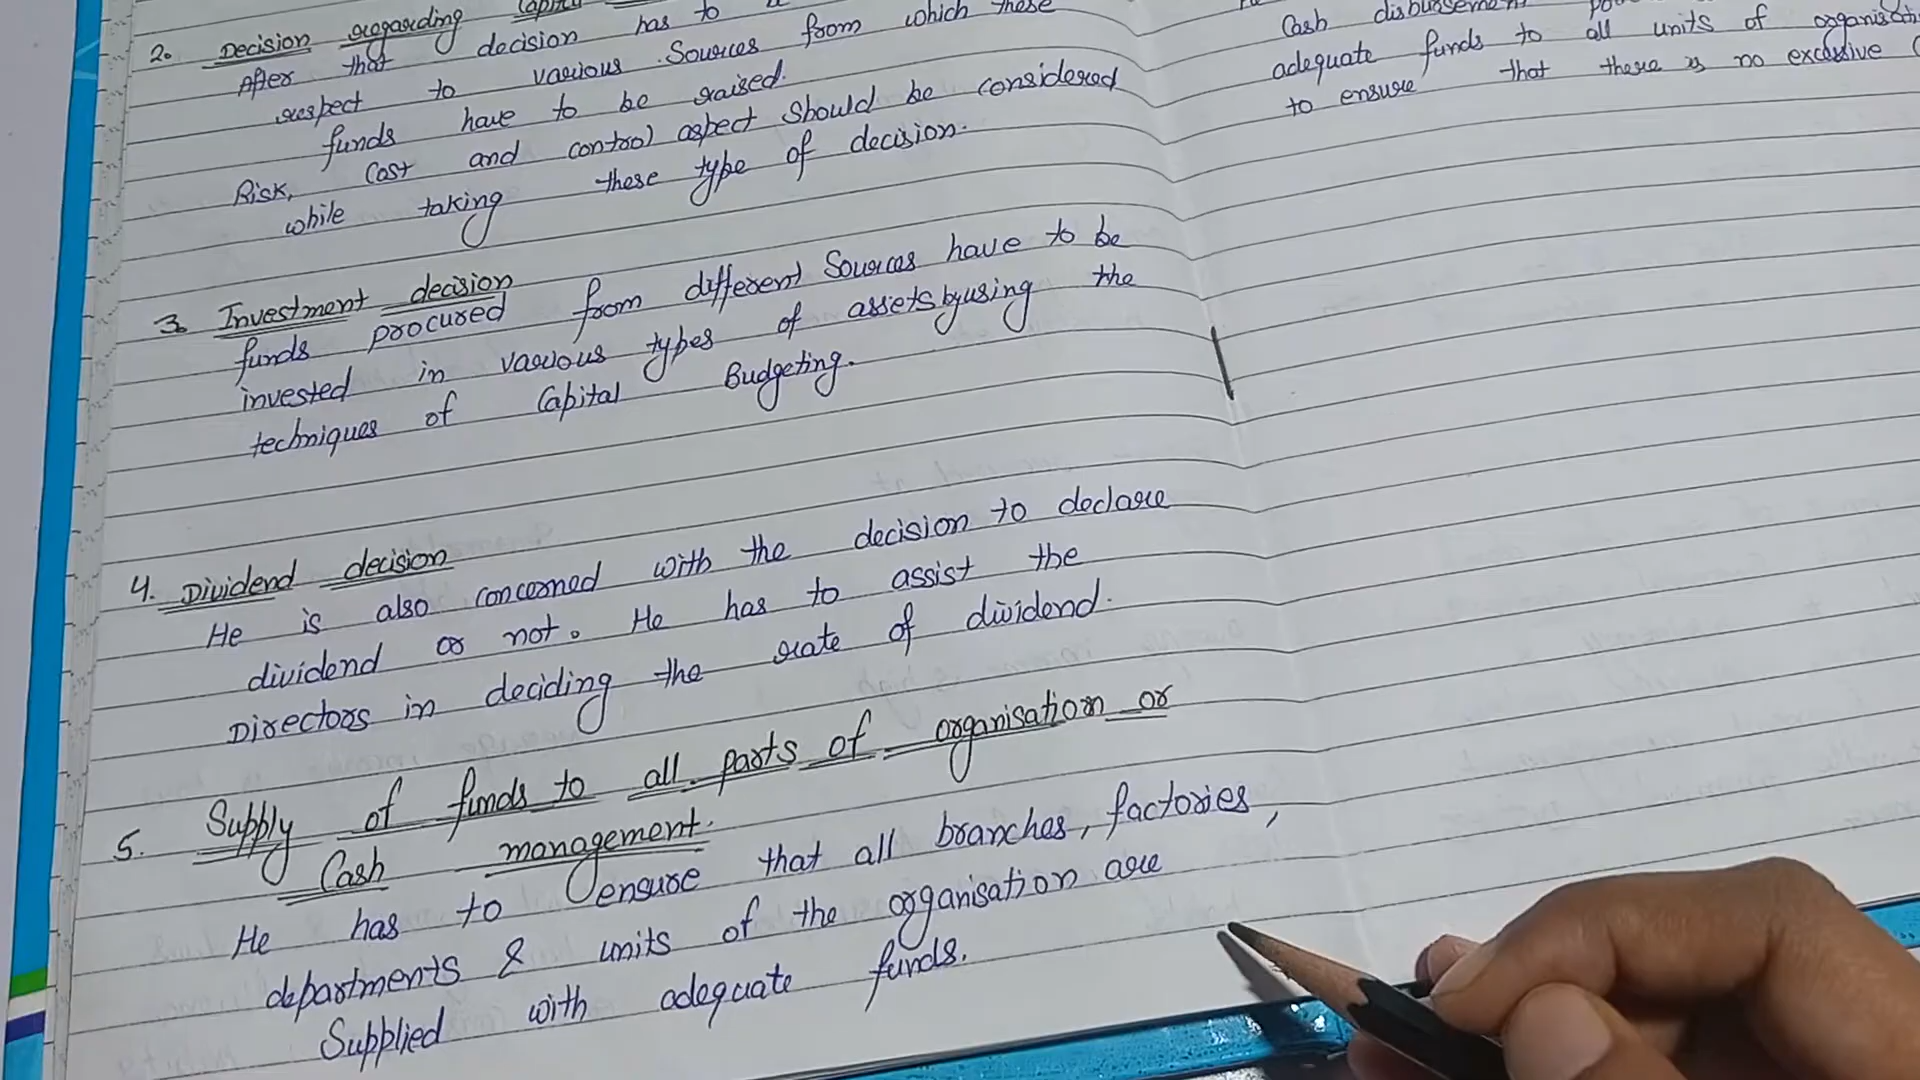 2. Decision regarding
After that decision has to
respect to various Sources from which these
funds have to be raised.
Risk, Cost and control aspect should be considered
while taking these type of decision.
3. Investment decision
funds procured from different Sources have to be
invested in various types of assets by using the
techniques of Capital Budgeting.
4. Dividend decision
He is also concerned with the decision to declare
dividend or not. He has to assist the
Directors in deciding the rate of dividend.
5. Supply of funds to all parts of organisation or
Cash management.
He has to ensure that all branches, factories,
departments & units of the organisation are
Supplied with adequate funds.
Cash
adequate funds to all units of
to ensure that there is no excessive